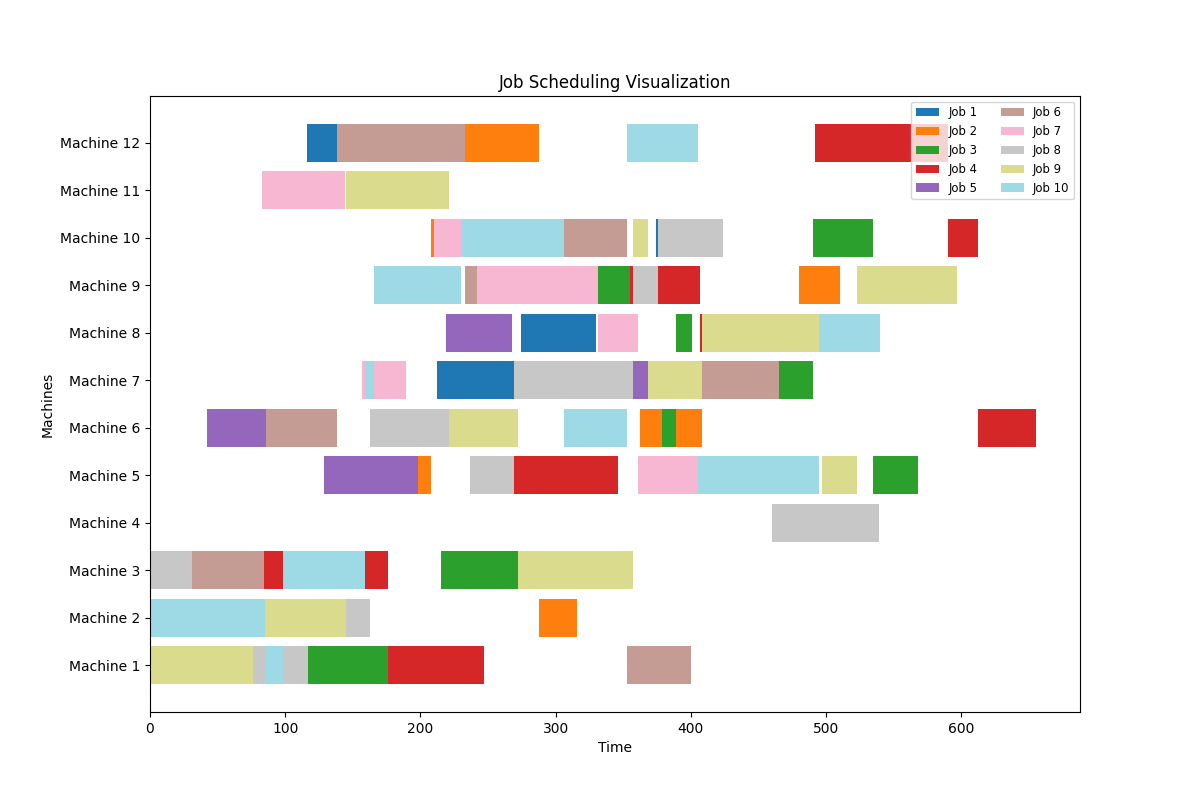 Job Scheduling Visualization
Machines
Machine 12
Machine 11
Machine 10
Machine 9
Machine 8
Machine 7
Machine 6
Machine 5
Machine 4
Machine 3
Machine 2
Machine 1
Job 1
Job 2
Job 3
Job 4
Job 5
Job 6
Job 7
Job 8
Job 9
Job 10
0 100 200 300 400 500 600
Time